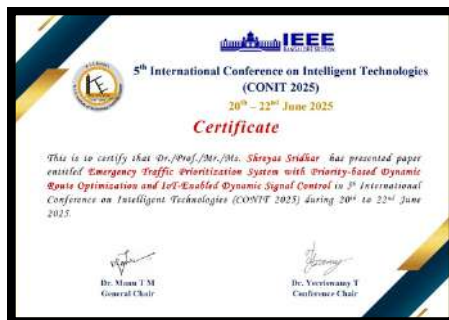 IEEE
BANGALORE SECTION
5th International Conference on Intelligent Technologies
(CONIT 2025)
20th – 22nd June 2025
Certificate
This is to certify that Dr./Prof./Mr./Ms. Shreyas Sridhar has presented paper
entitled Emergency Traffic Prioritization System with Priority-based Dynamic
Route Optimization and IoT-Enabled Dynamic Signal Control in 5th International
Conference on Intelligent Technologies (CONIT 2025) during 20th to 22nd June
2025.
Dr. Manu T M
General Chair
Dr. Yerriswamy T
Conference Chair